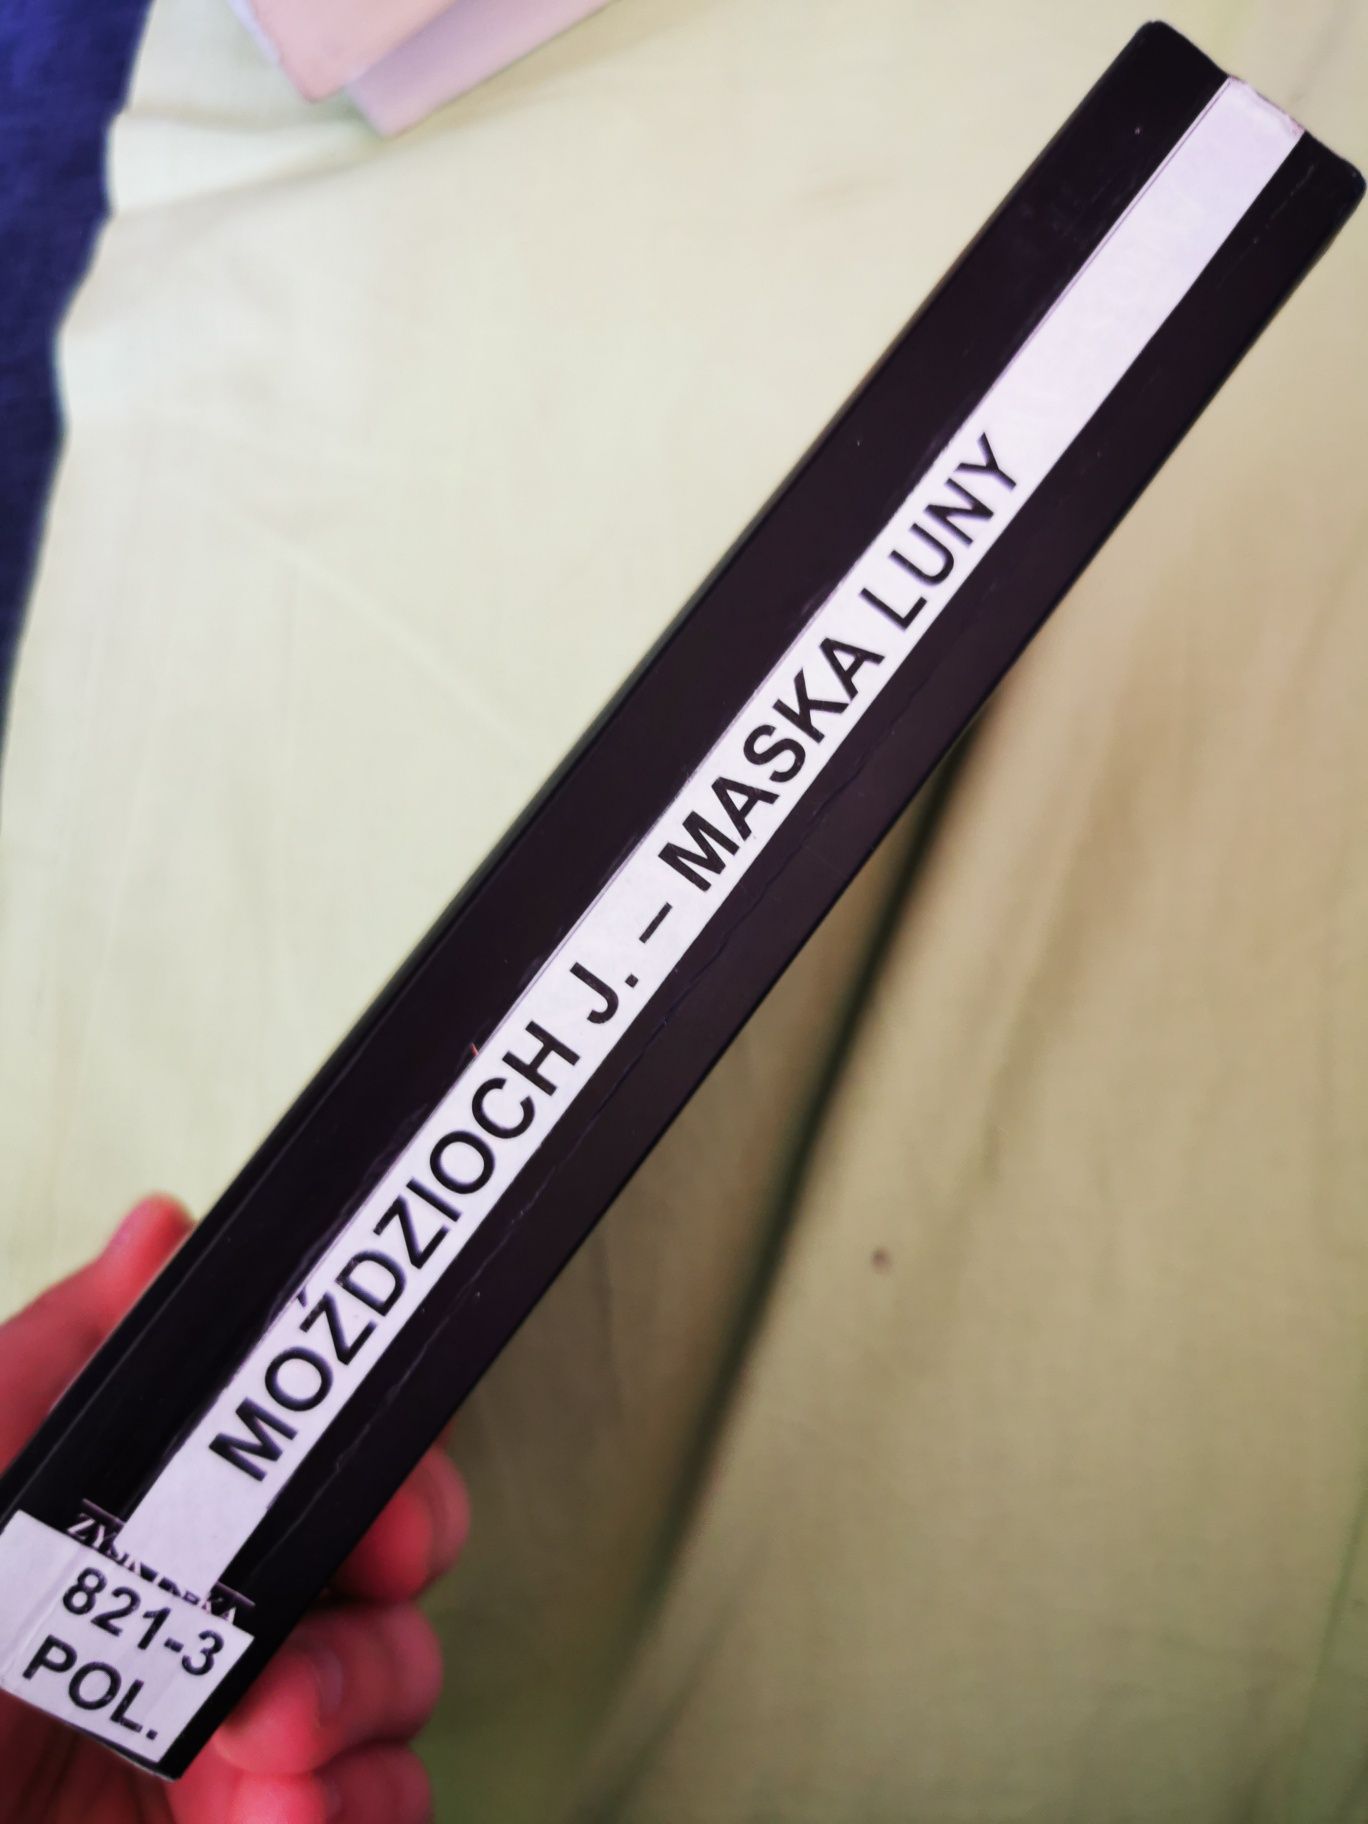 MOŹDZIOCH J. – MASKA LUNY
821-3
POL.